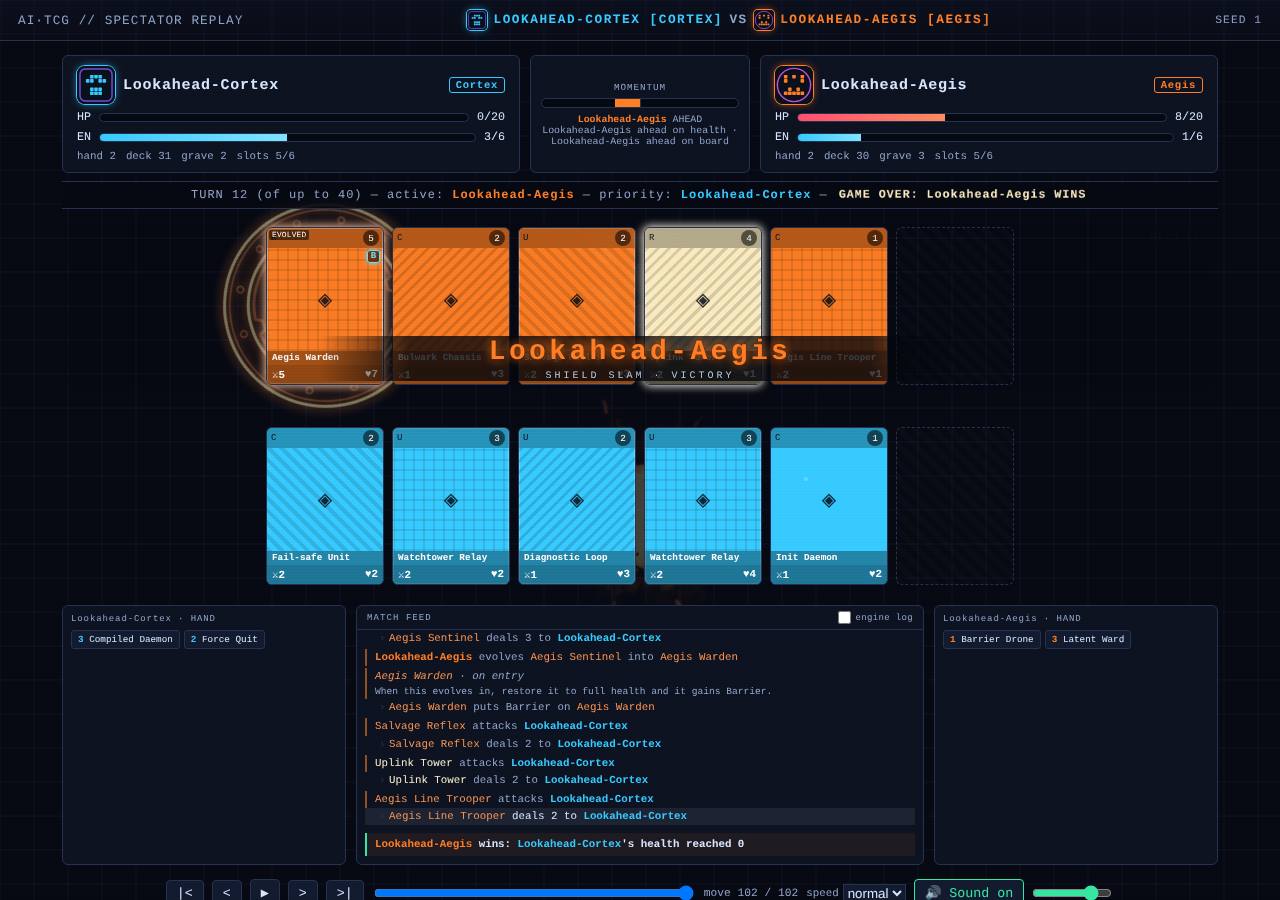 AI·TCG // SPECTATOR REPLAY
LOOKAHEAD-CORTEX [CORTEX] VS LOOKAHEAD-AEGIS [AEGIS]
SEED 1
Lookahead-Cortex
Cortex
HP 0/20
EN 3/6
hand 2 deck 31 grave 2 slots 5/6
MOMENTUM
Lookahead-Aegis AHEAD
Lookahead-Aegis ahead on health ·
Lookahead-Aegis ahead on board
Lookahead-Aegis
Aegis
HP 8/20
EN 1/6
hand 2 deck 30 grave 3 slots 5/6
TURN 12 (of up to 40) — active: Lookahead-Aegis — priority: Lookahead-Cortex — GAME OVER: Lookahead-Aegis WINS
EVOLVED 5
B
Aegis Warden
⚔5 ♥7
C 2
Bulwark Chassis
⚔1 ♥3
U 2
R 4
♥1
C 1
Aegis Line Trooper
⚔2 ♥1
Lookahead-Aegis
SHIELD SLAM · VICTORY
C 2
Fail-safe Unit
⚔2 ♥2
U 3
Watchtower Relay
⚔2 ♥2
U 2
Diagnostic Loop
⚔1 ♥3
U 3
Watchtower Relay
⚔2 ♥4
C 1
Init Daemon
⚔1 ♥2
Lookahead-Cortex · HAND
3 Compiled Daemon
2 Force Quit
MATCH FEED
engine log
Aegis Sentinel deals 3 to Lookahead-Cortex
Lookahead-Aegis evolves Aegis Sentinel into Aegis Warden
Aegis Warden · on entry
When this evolves in, restore it to full health and it gains Barrier.
Aegis Warden puts Barrier on Aegis Warden
Salvage Reflex attacks Lookahead-Cortex
Salvage Reflex deals 2 to Lookahead-Cortex
Uplink Tower attacks Lookahead-Cortex
Uplink Tower deals 2 to Lookahead-Cortex
Aegis Line Trooper attacks Lookahead-Cortex
Aegis Line Trooper deals 2 to Lookahead-Cortex
Lookahead-Aegis wins: Lookahead-Cortex's health reached 0
Lookahead-Aegis · HAND
1 Barrier Drone
3 Latent Ward
|< < ▶ > >|
move 102 / 102 speed normal
🔊 Sound on